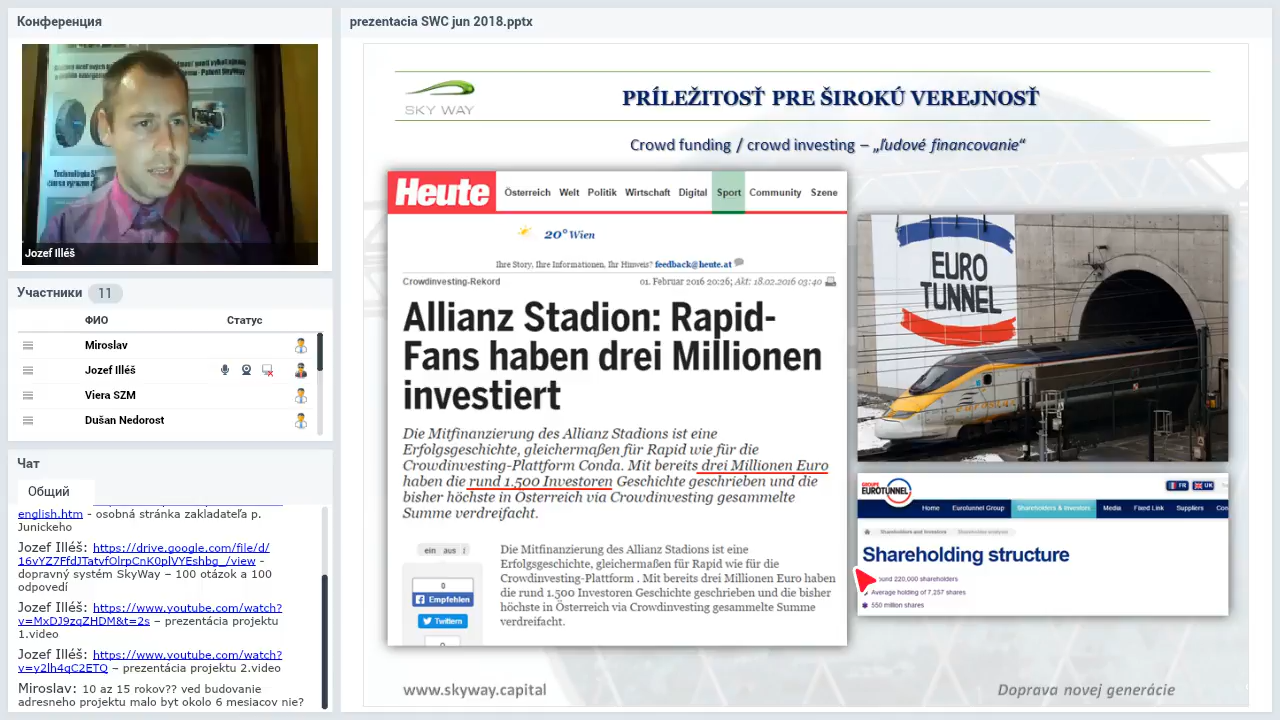 Конференция
Jozef Illéš
Участники 11
ФИО Статус
Miroslav
Jozef Illéš
Viera SZM
Dušan Nedorost
Чат
Общий
english.htm - osobná stránka zakladateľa p.
Junickeho
Jozef Illéš: https://drive.google.com/file/d/
16vYZ7FfdJTatvfOlrpCnK0plVYEshbg_/view -
dopravný systém SkyWay – 100 otázok a 100
odpovedí
Jozef Illéš: https://www.youtube.com/watch?
v=MxDJ9zqZHDM&t=2s – prezentácia projektu
1.video
Jozef Illéš: https://www.youtube.com/watch?
v=y2lh4qC2ETQ – prezentácia projektu 2.video
Miroslav: 10 az 15 rokov?? ved budovanie
adresneho projektu malo byt okolo 6 mesiacov nie?
prezentacia SWC jun 2018.pptx
SKY WAY
PRÍLEŽITOSŤ PRE ŠIROKÚ VEREJNOSŤ
Crowd funding / crowd investing – „ľudové financovanie“
Heute Österreich Welt Politik Wirtschaft Digital Sport Community Szene
20° Wien
Ihre Story, Ihre Informationen, Ihr Hinweis? feedback@heute.at
Crowdinvesting-Rekord 01. Februar 2016 20:26; Akt: 18.02.2016 03:40
Allianz Stadion: Rapid-
Fans haben drei Millionen
investiert
Die Mitfinanzierung des Allianz Stadions ist eine
Erfolgsgeschichte, gleichermaßen für Rapid wie für die
Crowdinvesting-Plattform Conda. Mit bereits drei Millionen Euro
haben die rund 1.500 Investoren Geschichte geschrieben und die
bisher höchste in Österreich via Crowdinvesting gesammelte
Summe verdreifacht.
ein aus
0
Empfehlen
Twittern
0
Die Mitfinanzierung des Allianz Stadions ist eine
Erfolgsgeschichte, gleichermaßen für Rapid wie für die
Crowdinvesting-Plattform . Mit bereits drei Millionen Euro haben
die rund 1.500 Investoren Geschichte geschrieben und die bisher
höchste in Österreich via Crowdinvesting gesammelte Summe
verdreifacht.
EURO
TUNNEL
eurostar
GROUPE
EUROTUNNEL
FR UK
Home Eurotunnel Group Shareholders & Investors Media Fixed Link Suppliers
Shareholders and Investors Shareholder analysis
Shareholding structure
220,000 shareholders
Average holding of 7,257 shares
550 million shares
www.skyway.capital
Doprava novej generácie